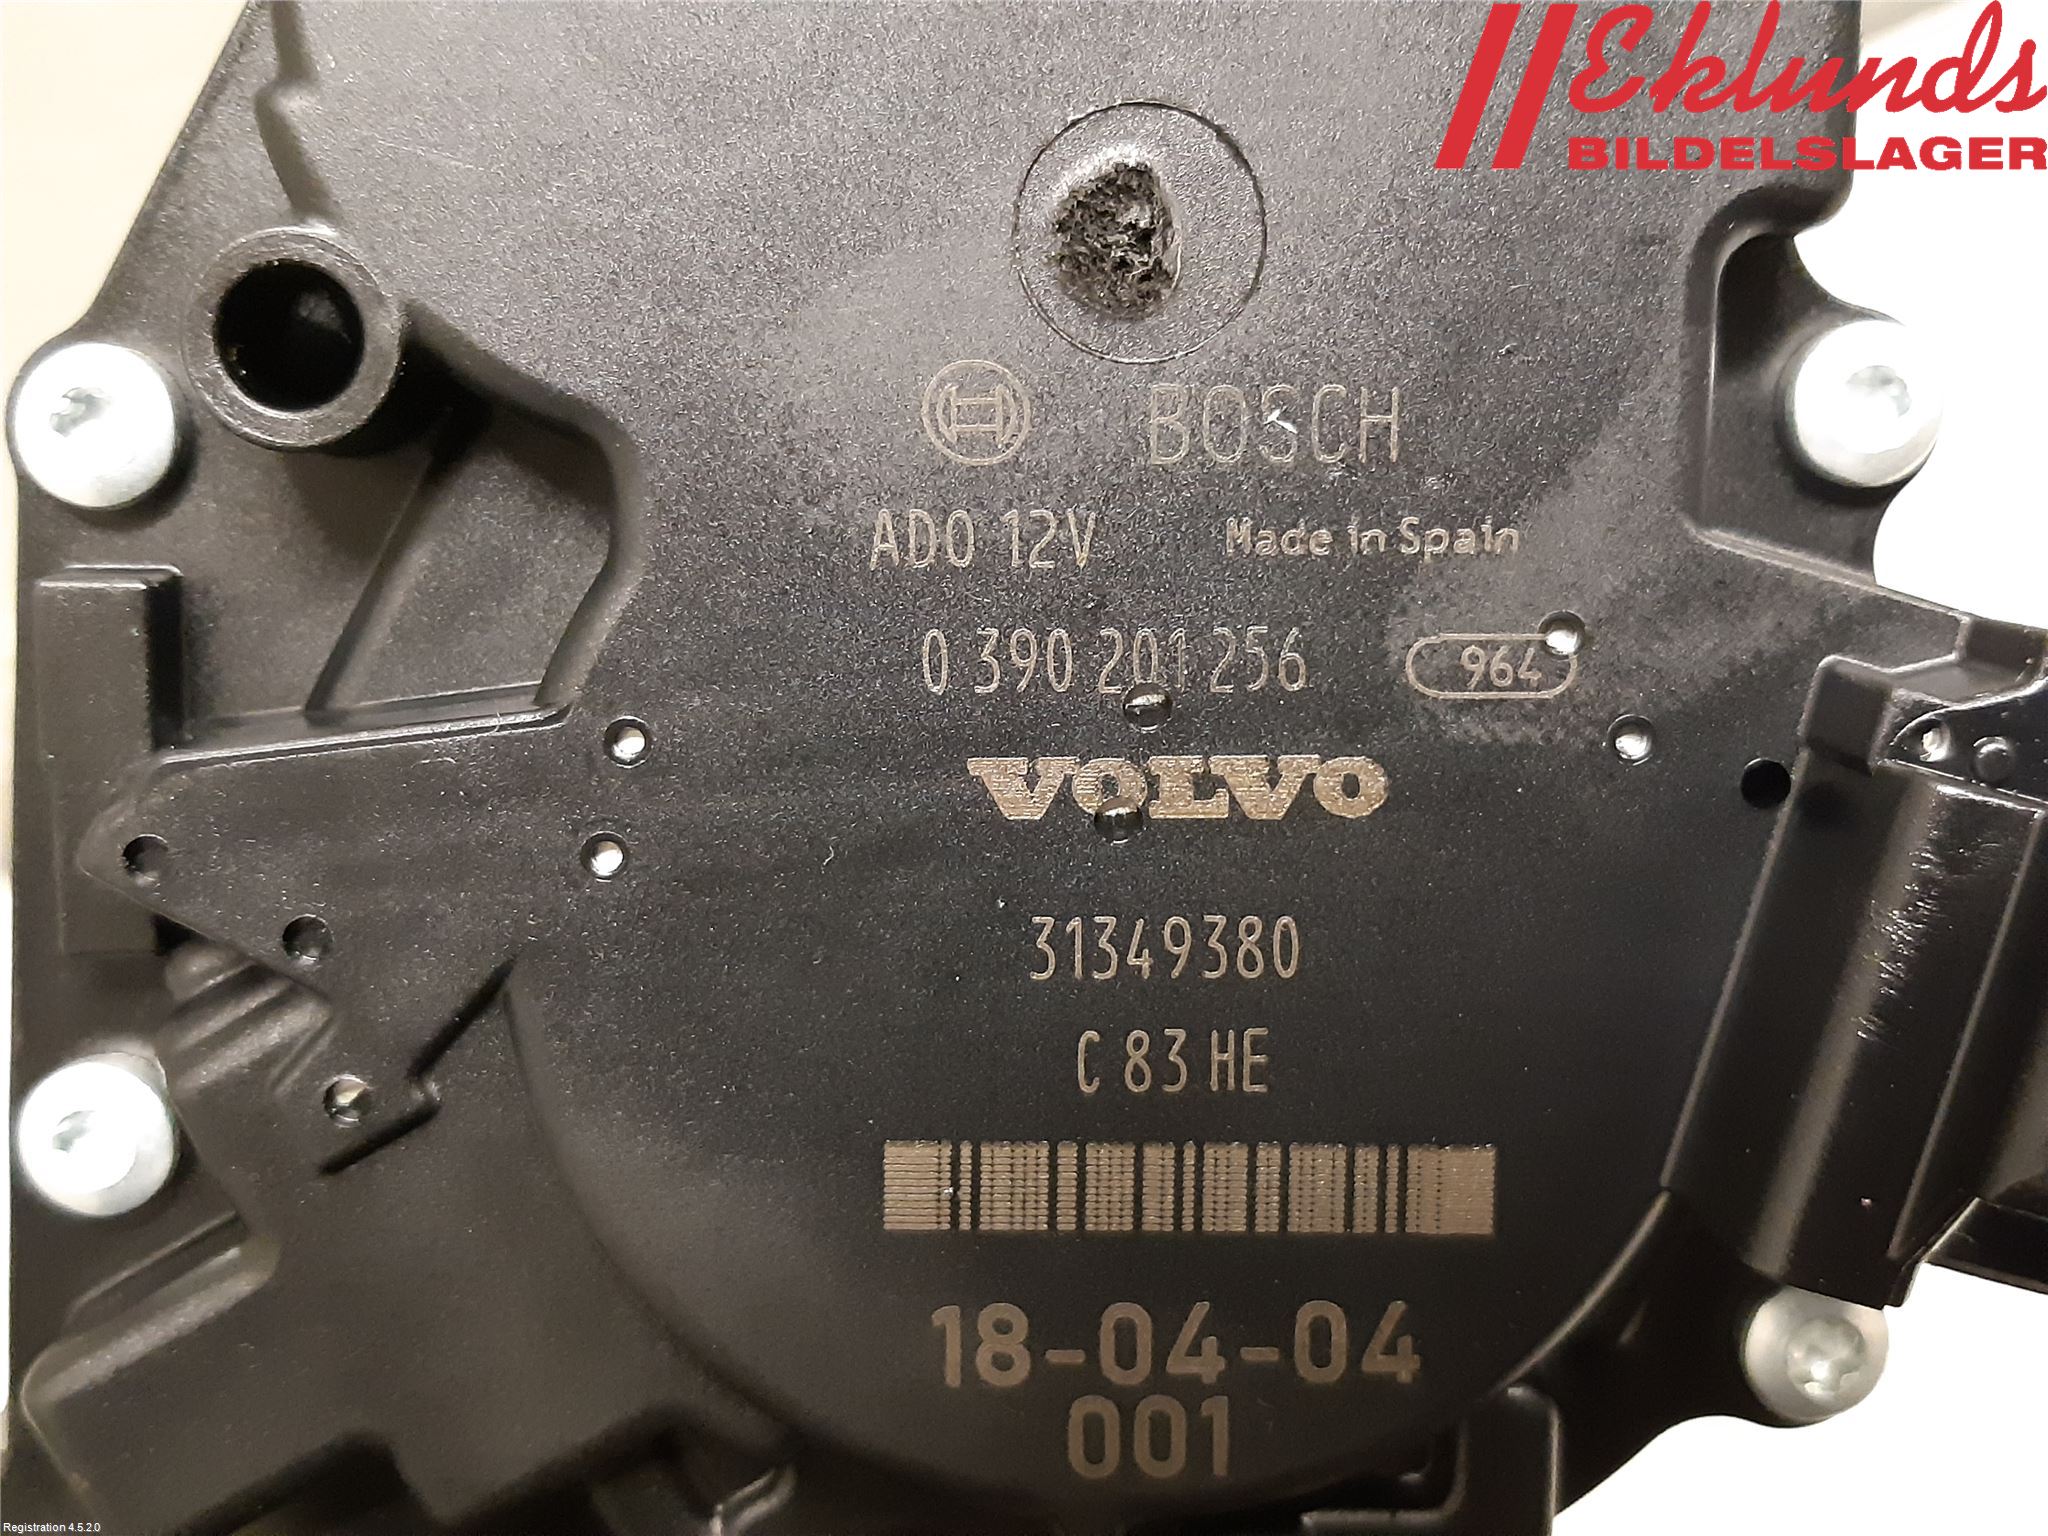 Eklunds
BILDELSLAGER
BOSCH
ADO 12V Made in Spain
0 390 201 256 964
VOLVO
31349380
C 83 HE
18-04-04
001
Registration 4.5.2.0